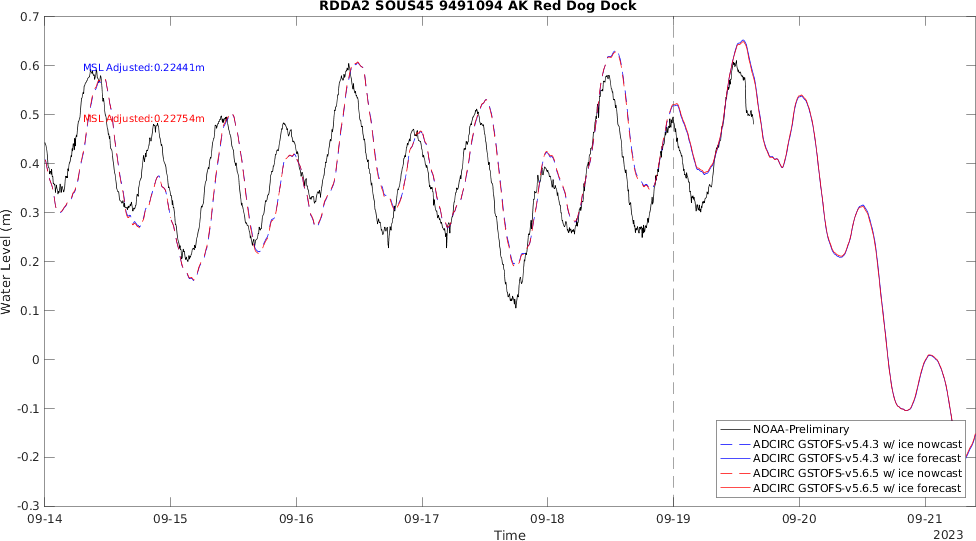 RDDA2 SOUS45 9491094 AK Red Dog Dock
0.7
0.6
0.5
0.4
0.3
0.2
0.1
0
-0.1
-0.2
-0.3
Water Level (m)
MSL Adjusted:0.22441m
MSL Adjusted:0.22754m
NOAA-Preliminary
ADCIRC GSTOFS-v5.4.3 w/ ice nowcast
ADCIRC GSTOFS-v5.4.3 w/ ice forecast
ADCIRC GSTOFS-v5.6.5 w/ ice nowcast
ADCIRC GSTOFS-v5.6.5 w/ ice forecast
09-14 09-15 09-16 09-17 09-18 09-19 09-20 09-21
Time
2023